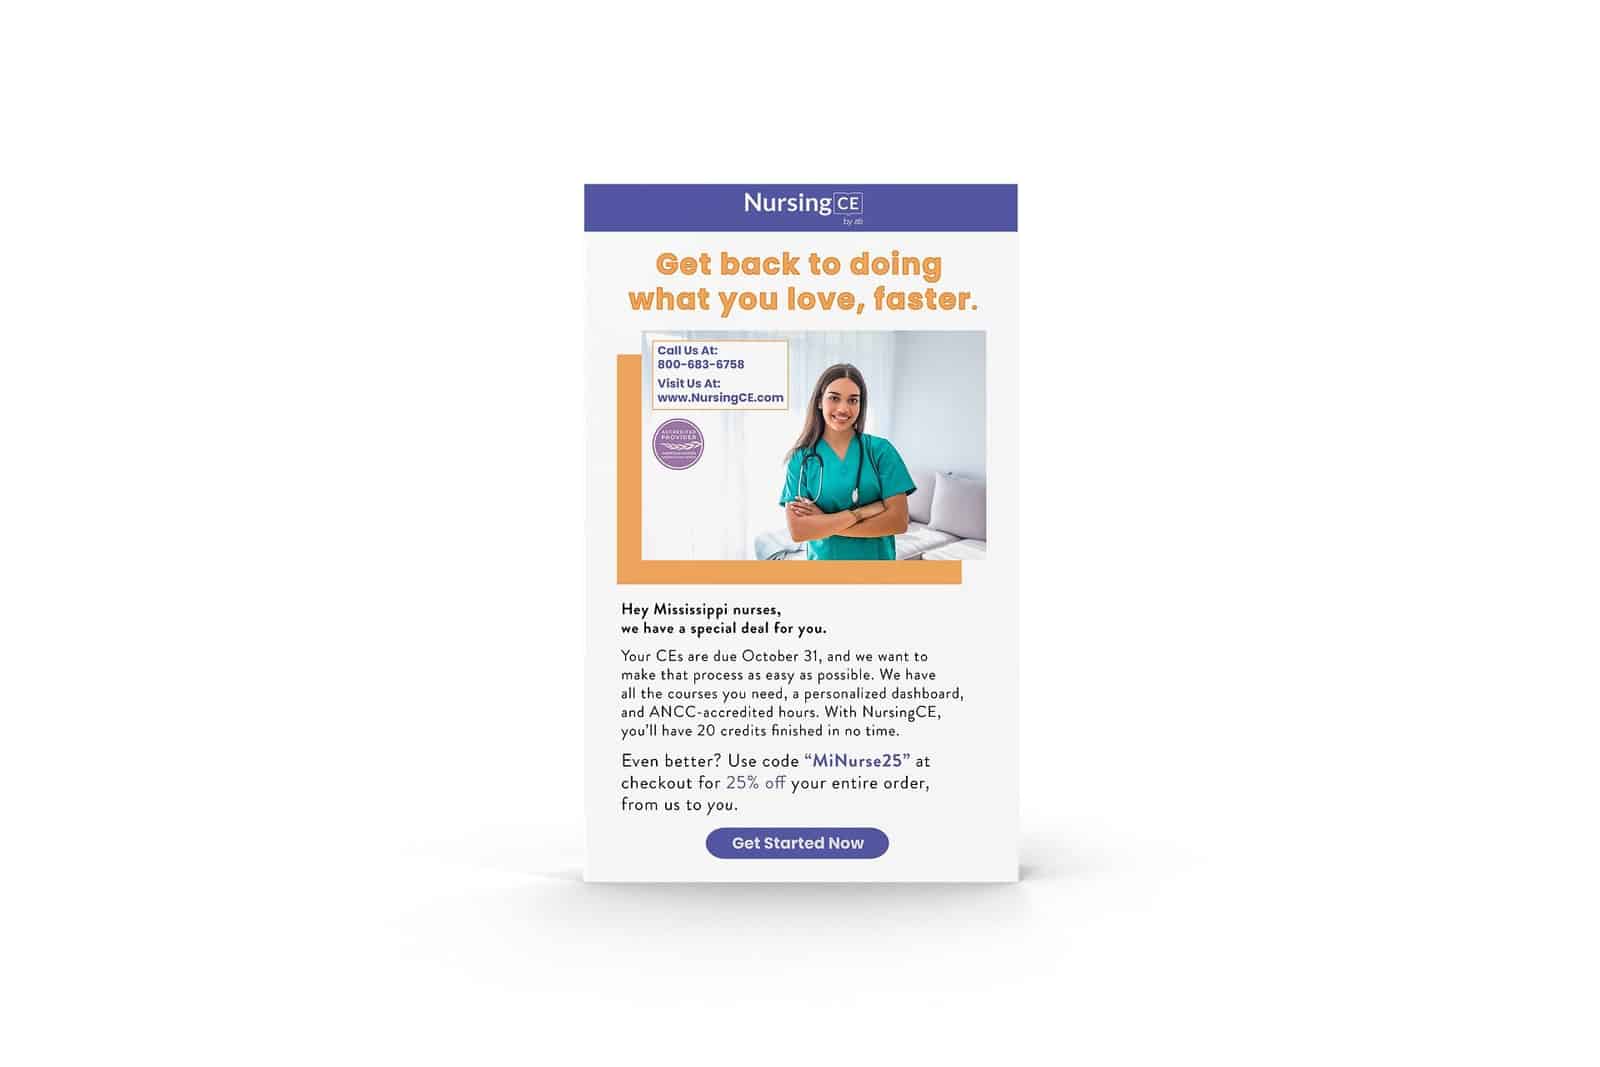 Nursing CE
by ati
Get back to doing
what you love, faster.
Call Us At:
800-683-6758
Visit Us At:
www.NursingCE.com
ACCREDITED
PROVIDER
Hey Mississippi nurses,
we have a special deal for you.
Your CEs are due October 31, and we want to
make that process as easy as possible. We have
all the courses you need, a personalized dashboard,
and ANCC-accredited hours. With NursingCE,
you'll have 20 credits finished in no time.
Even better? Use code “MiNurse25” at
checkout for 25% off your entire order,
from us to you.
Get Started Now